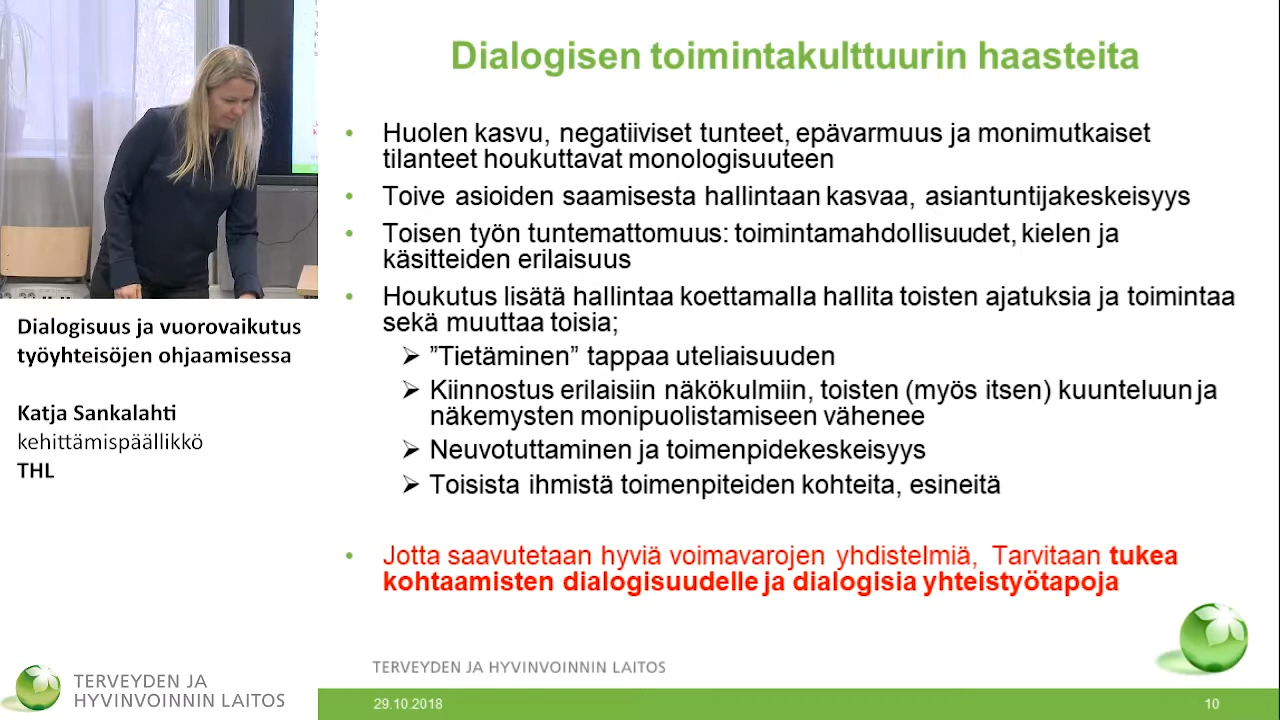 Dialogisen toimintakulttuurin haasteita
• Huolen kasvu, negatiiviset tunteet, epävarmuus ja monimutkaiset
tilanteet houkuttavat monologisuuteen
• Toive asioiden saamisesta hallintaan kasvaa, asiantuntijakeskeisyys
• Toisen työn tuntemattomuus: toimintamahdollisuudet, kielen ja
käsitteiden erilaisuus
• Houkutus lisätä hallintaa koettamalla hallita toisten ajatuksia ja toimintaa
sekä muuttaa toisia;
➢ ”Tietäminen” tappaa uteliaisuuden
➢ Kiinnostus erilaisiin näkökulmiin, toisten (myös itsen) kuunteluun ja
näkemysten monipuolistamiseen vähenee
➢ Neuvotuttaminen ja toimenpidekeskeisyys
➢ Toisista ihmistä toimenpiteiden kohteita, esineitä
• Jotta saavutetaan hyviä voimavarojen yhdistelmiä, Tarvitaan tukea
kohtaamisten dialogisuudelle ja dialogisia yhteistyötapoja
TERVEYDEN JA HYVINVOINNIN LAITOS
29.10.2018
10
Dialogisuus ja vuorovaikutus
työyhteisöjen ohjaamisessa
Katja Sankalahti
kehittämispäällikkö
THL
TERVEYDEN JA
HYVINVOINNIN LAITOS